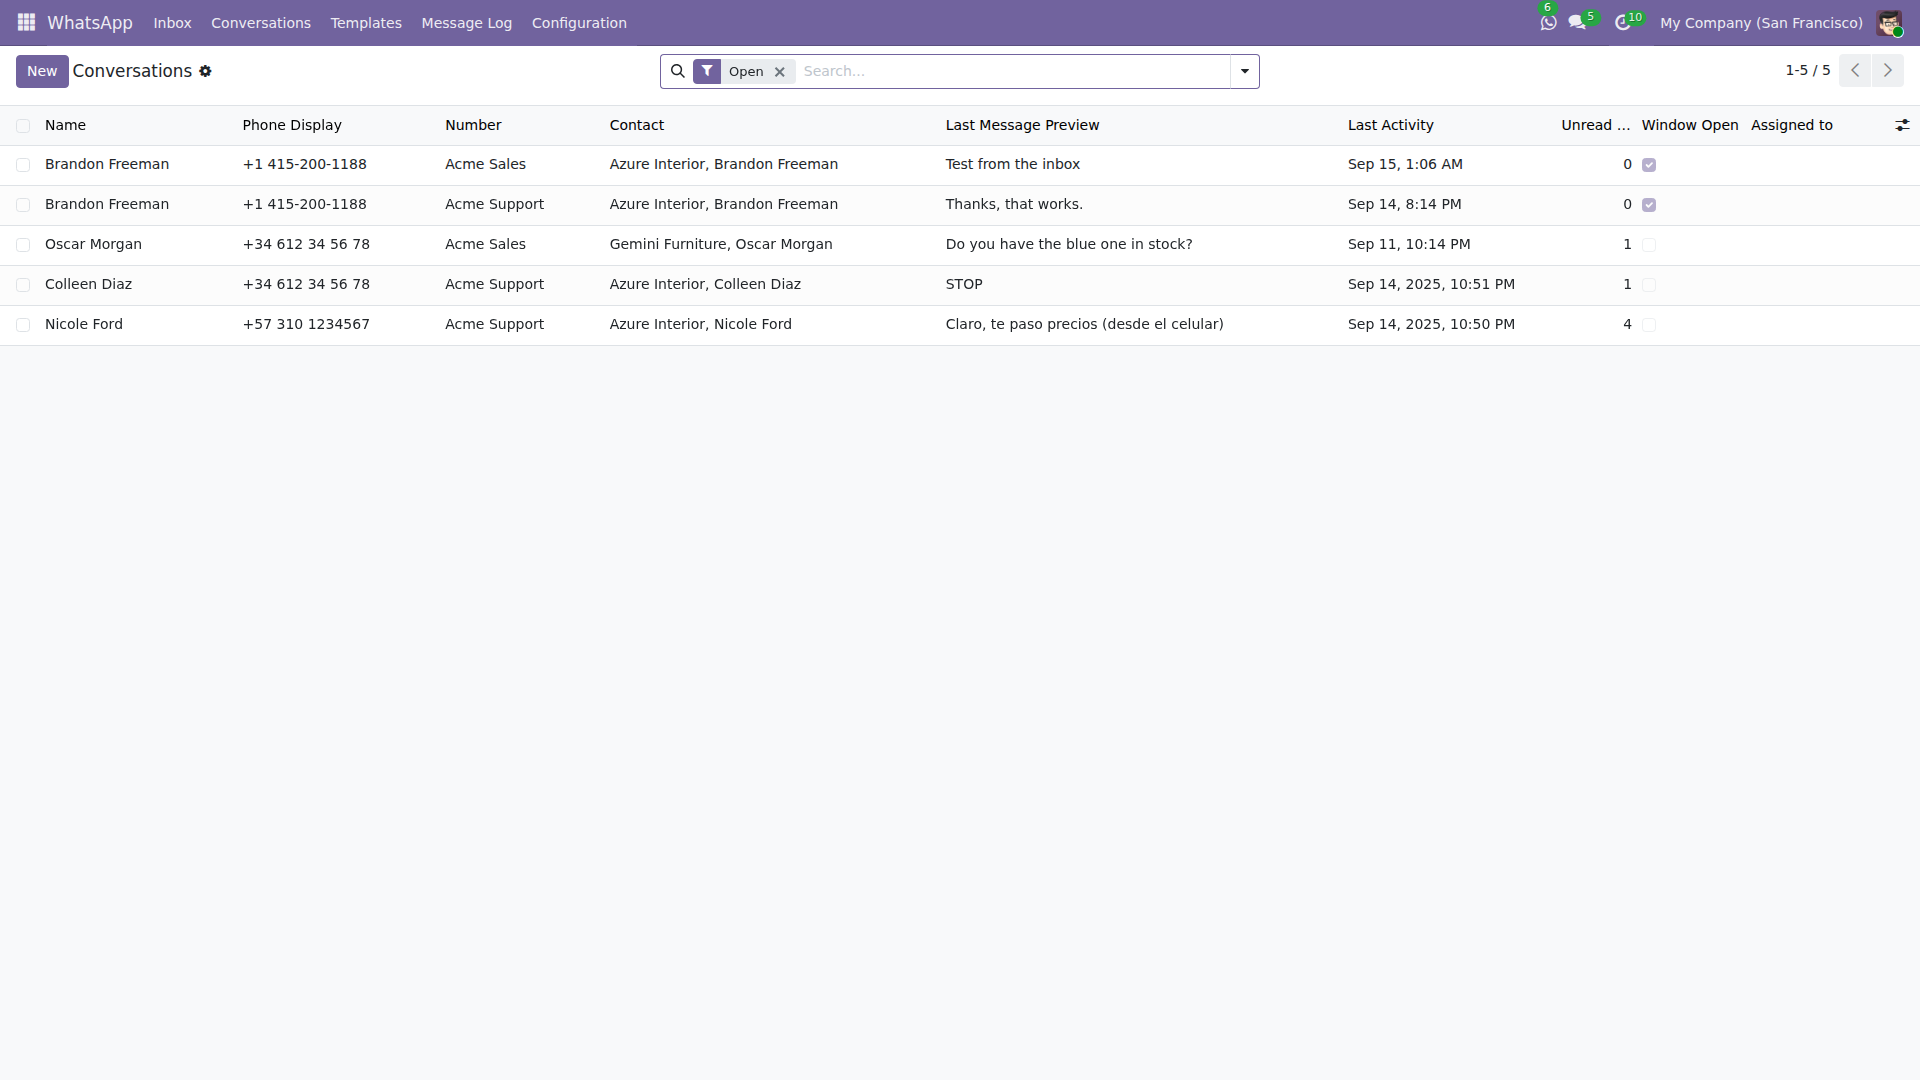 WhatsApp Inbox Conversations Templates Message Log Configuration 6 5 10 My Company (San Francisco)
New Conversations Open Search... 1-5 / 5
Name Phone Display Number Contact Last Message Preview Last Activity Unread ... Window Open Assigned to
Brandon Freeman +1 415-200-1188 Acme Sales Azure Interior, Brandon Freeman Test from the inbox Sep 15, 1:06 AM 0
Brandon Freeman +1 415-200-1188 Acme Support Azure Interior, Brandon Freeman Thanks, that works. Sep 14, 8:14 PM 0
Oscar Morgan +34 612 34 56 78 Acme Sales Gemini Furniture, Oscar Morgan Do you have the blue one in stock? Sep 11, 10:14 PM 1
Colleen Diaz +34 612 34 56 78 Acme Support Azure Interior, Colleen Diaz STOP Sep 14, 2025, 10:51 PM 1
Nicole Ford +57 310 1234567 Acme Support Azure Interior, Nicole Ford Claro, te paso precios (desde el celular) Sep 14, 2025, 10:50 PM 4